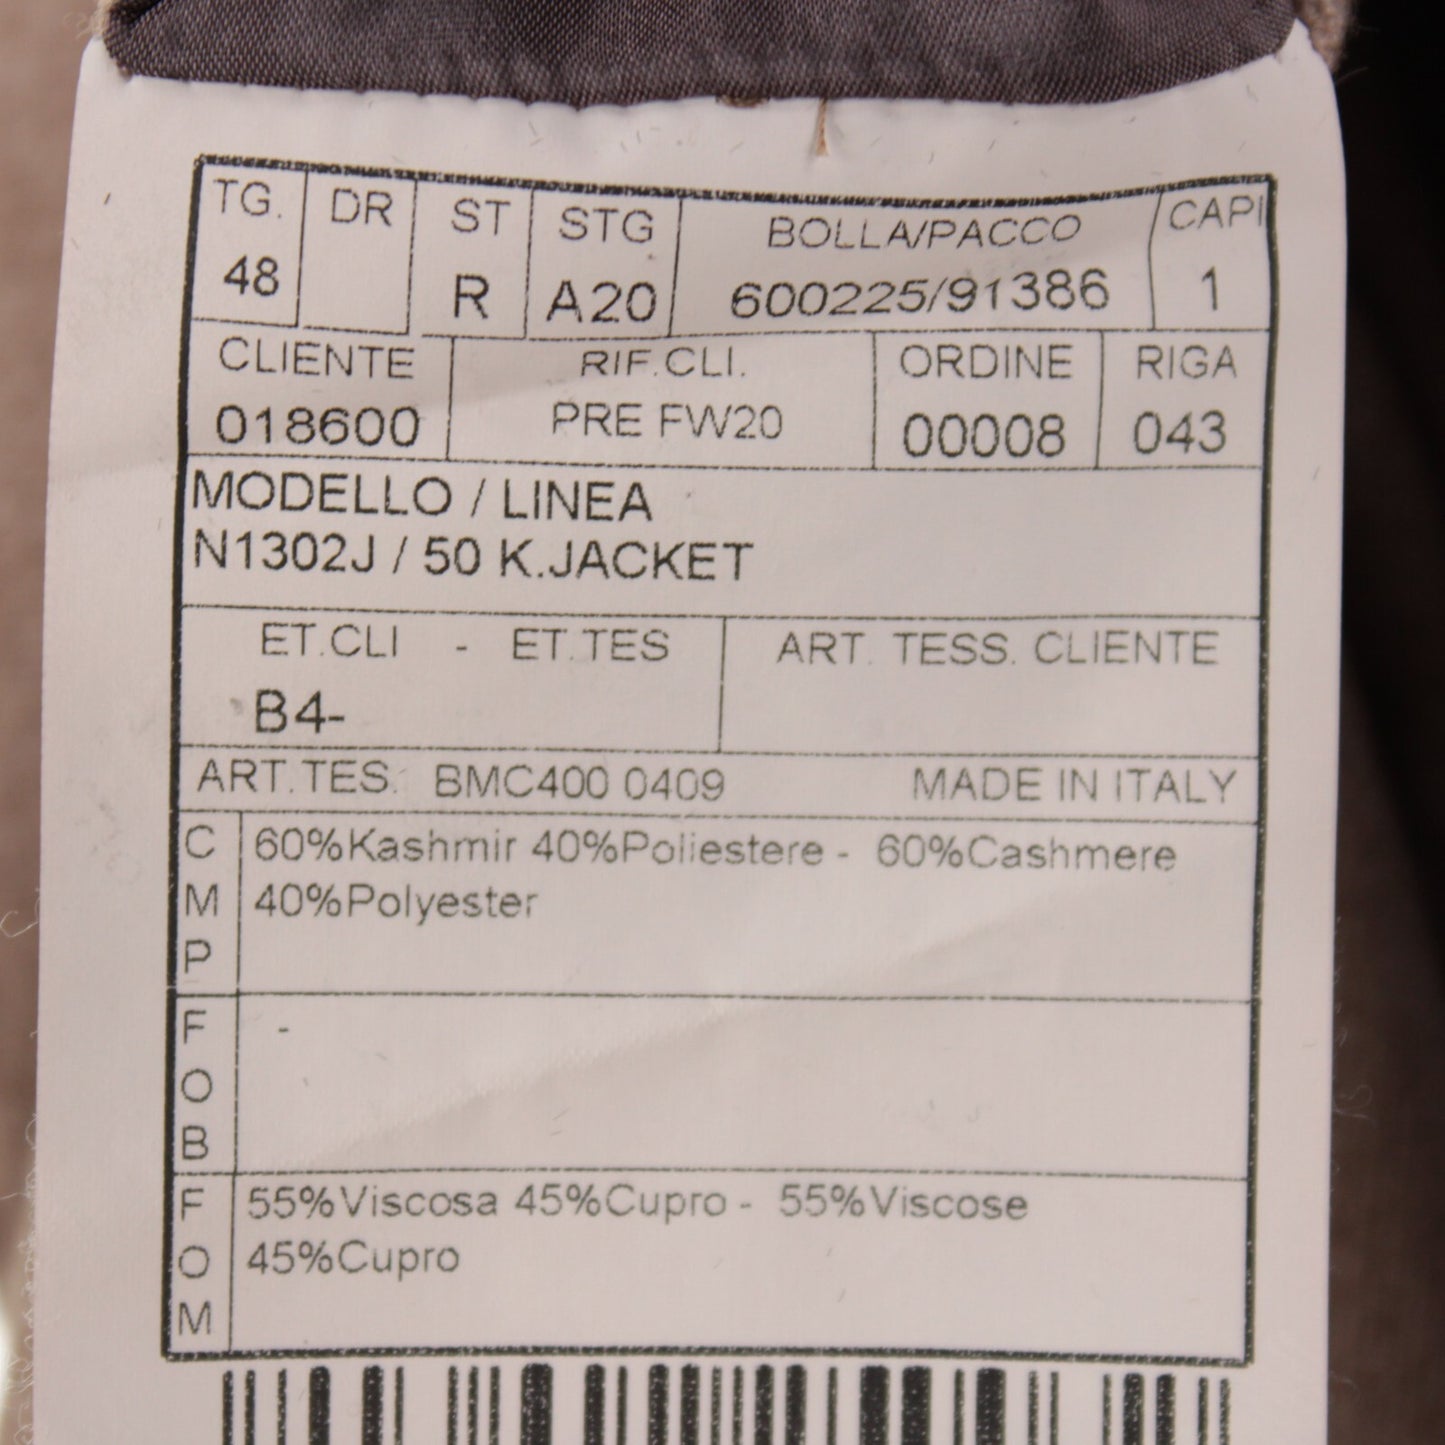 TG. DR ST STG BOLLA/PACCO CAPI
48 R A20 600225/91386 1
CLIENTE RIF.CLI. ORDINE RIGA
018600 PRE FW20 00008 043
MODELLO / LINEA
N1302J / 50 K.JACKET
ET.CLI - ET.TES ART. TESS. CLIENTE
B4-
ART.TES. BMC400 0409 MADE IN ITALY
CMP
60%Kashmir 40%Poliestere - 60%Cashmere
40%Polyester
FOB
-
FOM
55%Viscosa 45%Cupro - 55%Viscose
45%Cupro